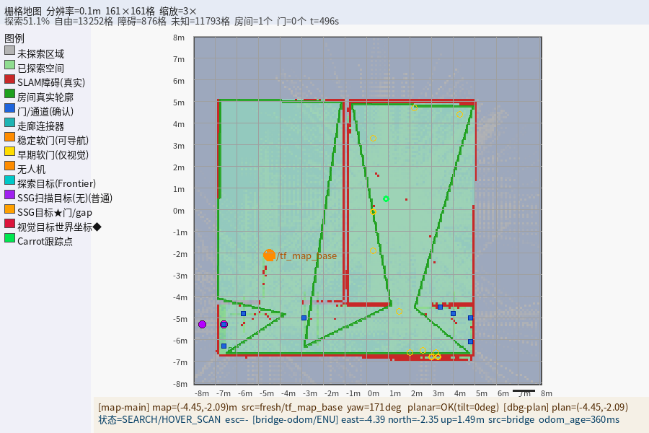 栅格地图 分辨率=0.1m 161×161格 缩放=3×
探索51.1% 自由=13252格 障碍=876格 未知=11793格 房间=1个 门=0个 t=496s
图例
未探索区域
已探索空间
SLAM障碍(真实)
房间真实轮廓
门/通道(确认)
走廊连接器
稳定软门(可导航)
早期软门(仅视觉)
无人机
探索目标(Frontier)
SSG扫描目标(无)(普通)
SSG目标★门/gap
视觉目标世界坐标◆
Carrot跟踪点
8m
7m
6m
5m
4m
3m
2m
1m
0m
-1m
-2m
-3m
-4m
-5m
-6m
-7m
-8m
/tf_map_base
-8m -7m -6m -5m -4m -3m -2m -1m 0m 1m 2m 3m 4m 5m 6m 7m 8m
[map-main] map=(-4.45,-2.09)m src=fresh/tf_map_base yaw=171deg planar=OK(tilt=0deg) [dbg-plan] plan=(-4.45,-2.09)
状态=SEARCH/HOVER_SCAN esc=- [bridge-odom/ENU] east=-4.39 north=-2.35 up=1.49m src=bridge odom_age=355ms